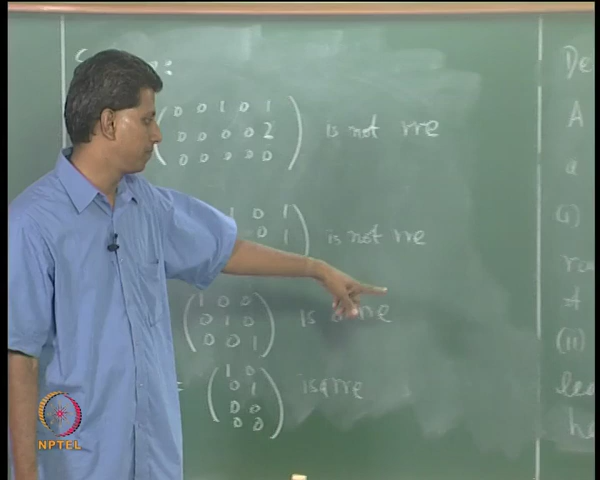 0 0 1 0 1
0 0 0 0 2 is not rre
0 0 0 0 0
1 0 1
0 1 is not rre
1 0 0
0 1 0 is a rre
0 0 1
1 0
= 0 1 is a rre
0 0
0 0
De
A
a
(i)
(ii)
NPTEL